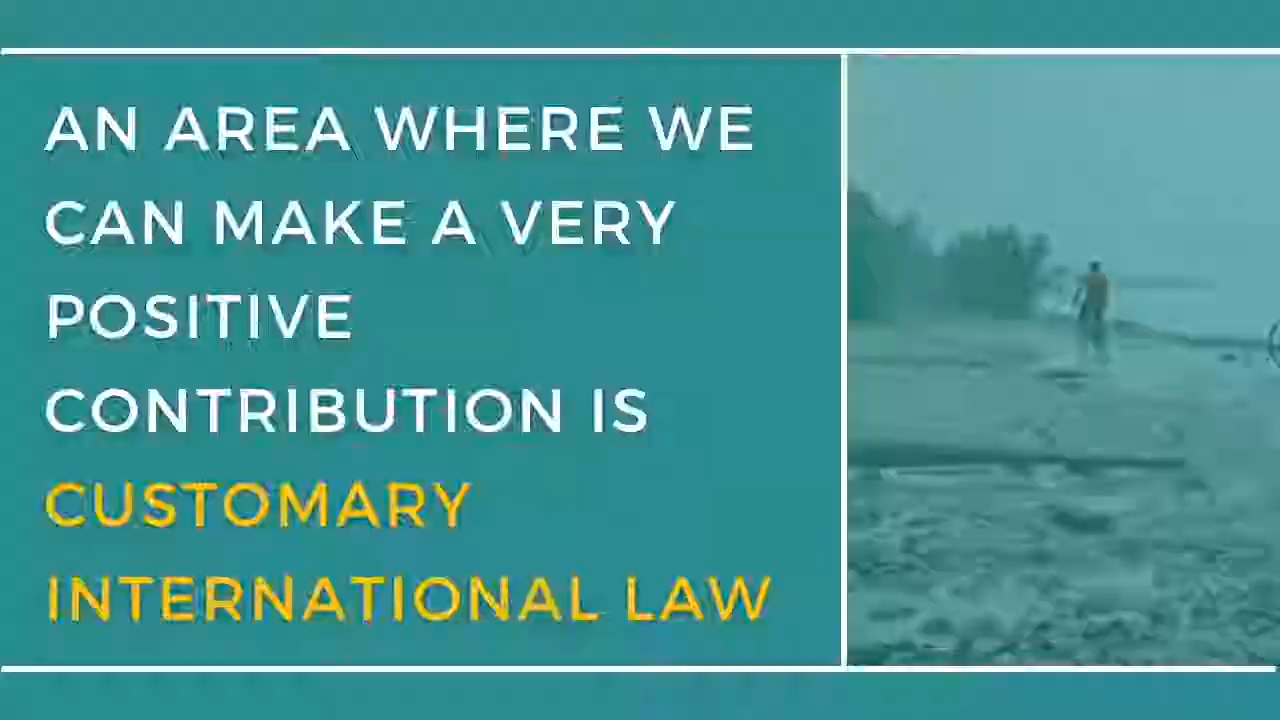 AN AREA WHERE WE
CAN MAKE A VERY
POSITIVE
CONTRIBUTION IS
CUSTOMARY
INTERNATIONAL LAW